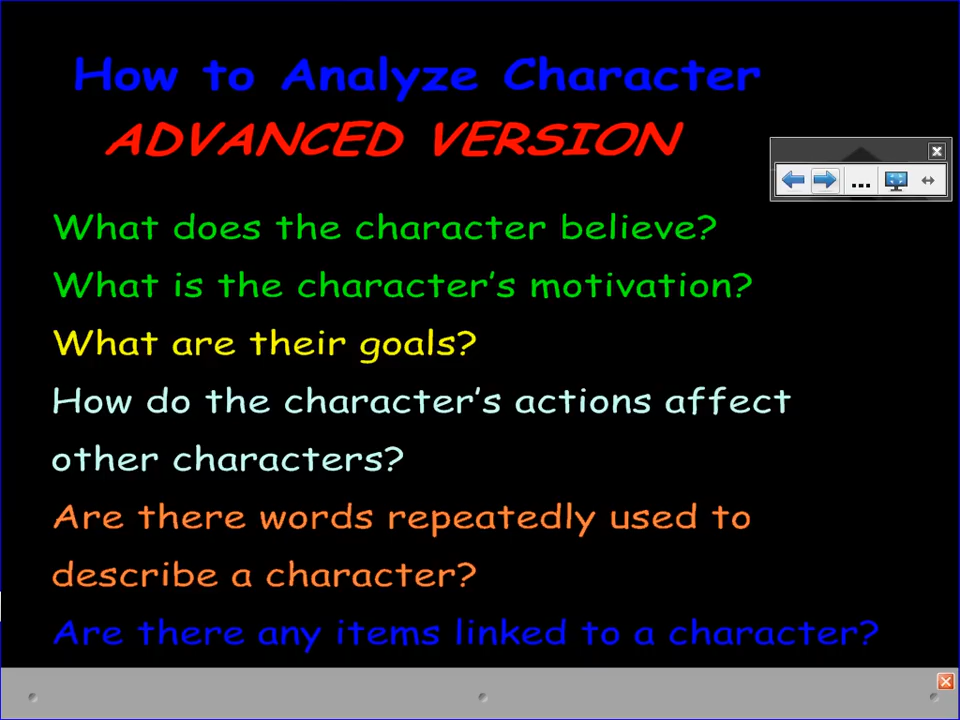 How to Analyze Character
ADVANCED VERSION
What does the character believe?
What is the character's motivation?
What are their goals?
How do the character's actions affect
other characters?
Are there words repeatedly used to
describe a character?
Are there any items linked to a character?